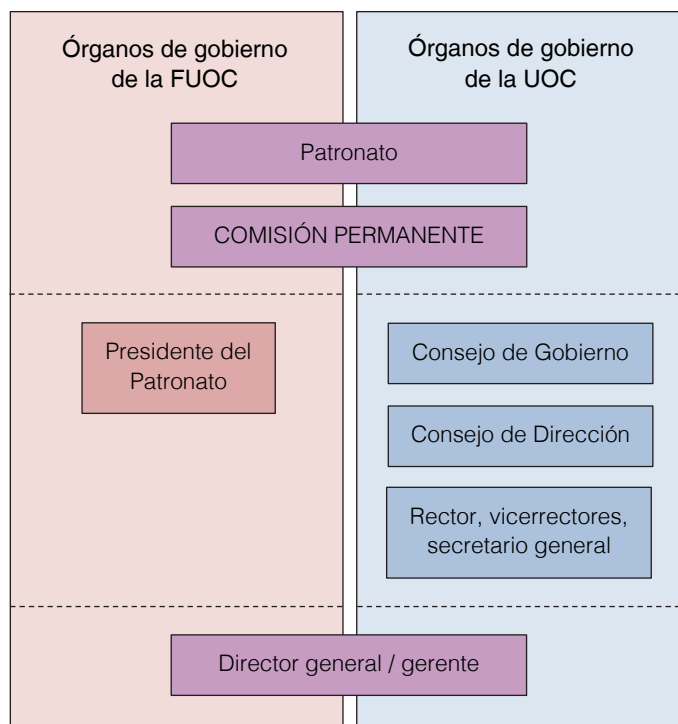 Órganos de gobierno
de la FUOC
Órganos de gobierno
de la UOC
Patronato
COMISIÓN PERMANENTE
Presidente del
Patronato
Consejo de Gobierno
Consejo de Dirección
Rector, vicerrectores,
secretario general
Director general / gerente